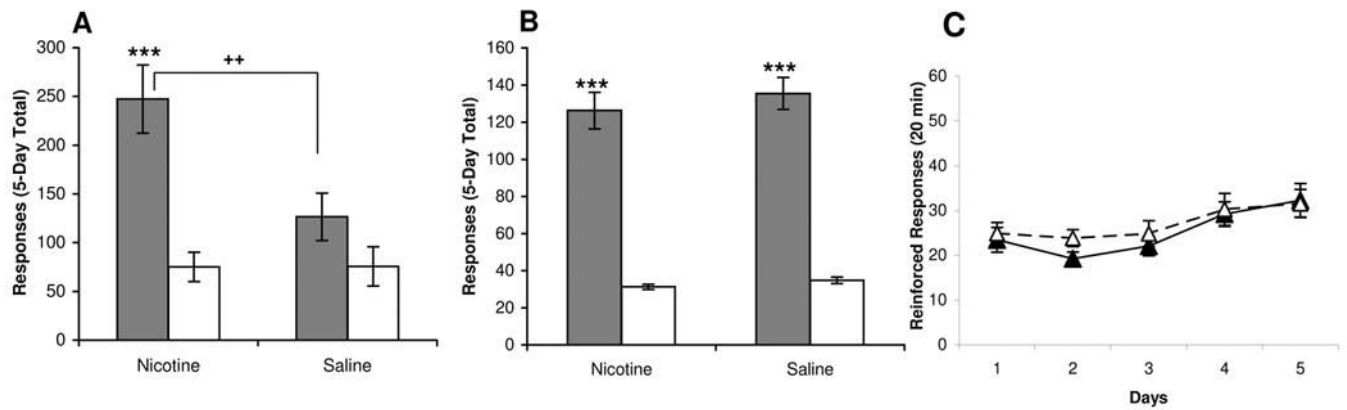 A
Responses (5-Day Total)
300
250
200
150
100
50
0
***
++
Nicotine
Saline
B
Responses (5-Day Total)
160
140
120
100
80
60
40
20
0
***
***
Nicotine
Saline
C
Reinforced Responses (20 min)
60
50
40
30
20
10
0
1 2 3 4 5
Days